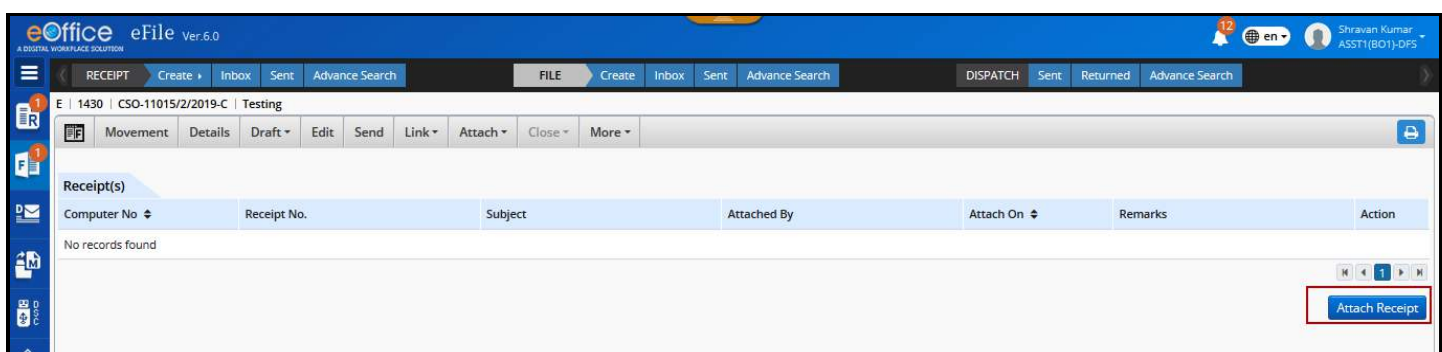 eOffice eFile Ver.6.0
A DIGITAL WORKPLACE SOLUTION
12
en
Shravan Kumar
ASST1(BO1)-DFS
RECEIPT Create Inbox Sent Advance Search FILE Create Inbox Sent Advance Search DISPATCH Sent Returned Advance Search
E | 1430 | CSO-11015/2/2019-C | Testing
1
R
F Movement Details Draft Edit Send Link Attach Close More
1
F
Receipt(s)
D
Computer No Receipt No. Subject Attached By Attach On Remarks Action
No records found
M
1
DSC
Attach Receipt